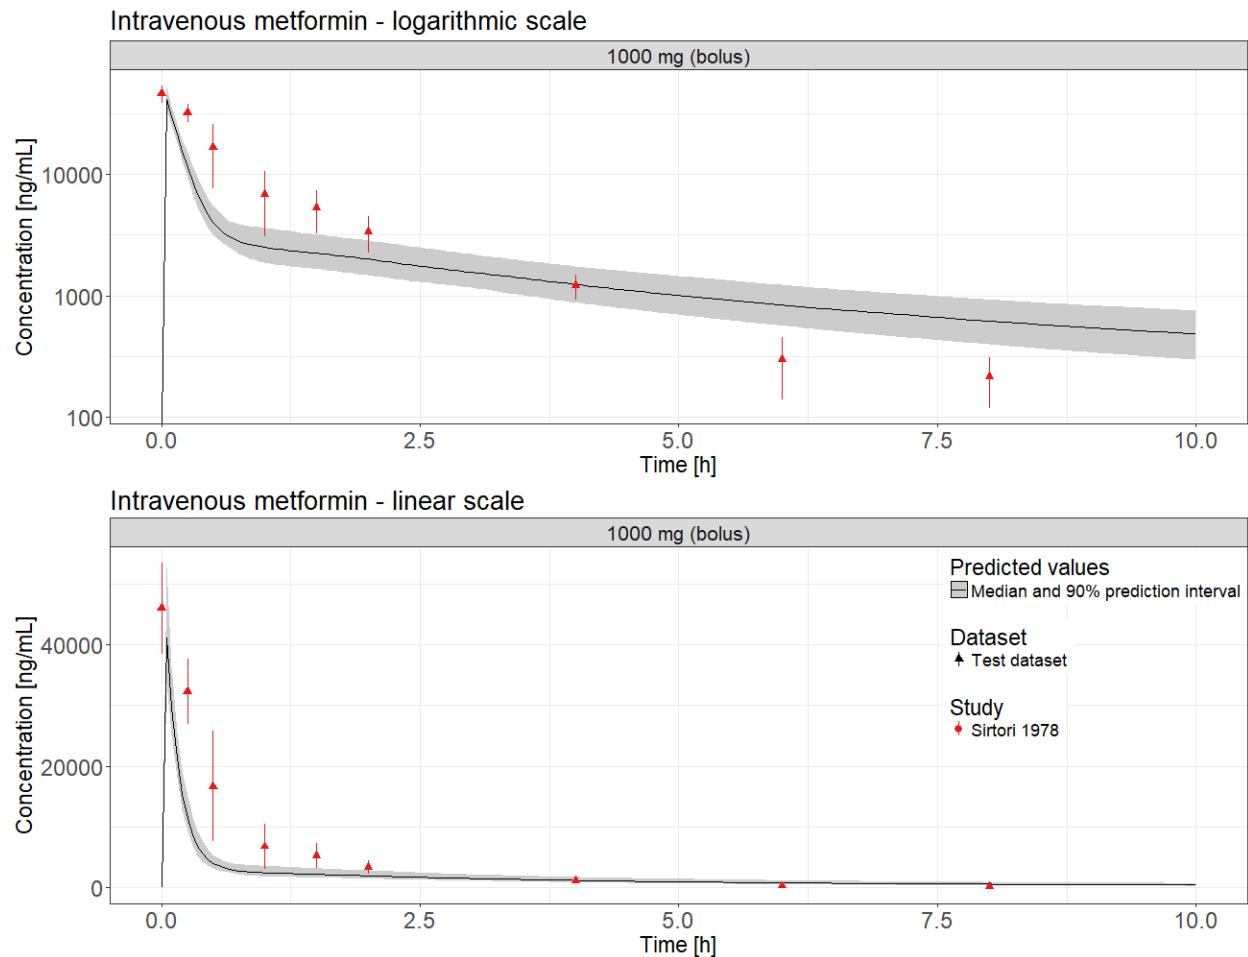 Intravenous metformin - logarithmic scale
1000 mg (bolus)
Concentration [ng/mL]
10000
1000
100
0.0 2.5 5.0 7.5 10.0
Time [h]
Intravenous metformin - linear scale
1000 mg (bolus)
Concentration [ng/mL]
40000
20000
0
Predicted values
Median and 90% prediction interval
Dataset
Test dataset
Study
Sirtori 1978
0.0 2.5 5.0 7.5 10.0
Time [h]